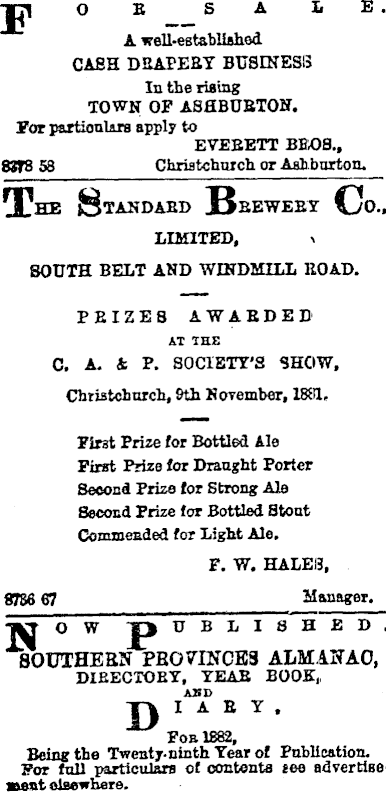 FOR SALE.
A well-established
CASH DRAPERY BUSINESS
In the rising
TOWN OF ASHBURTON.
For particulars apply to
EVERETT BROS.,
8378 58 Christchurch or Ashburton.
THE STANDARD BREWERY CO.,
LIMITED,
SOUTH BELT AND WINDMILL ROAD.
PRIZES AWARDED
AT THE
C. A. & P. SOCIETY'S SHOW,
Christchurch, 9th November, 1881.
First Prize for Bottled Ale
First Prize for Draught Porter
Second Prize for Strong Ale
Second Prize for Bottled Stout
Commended for Light Ale.
F. W. HALES,
8736 67 Manager.
NOW PUBLISHED.
SOUTHERN PROVINCES ALMANAC,
DIRECTORY, YEAR BOOK,
AND
DIARY.
FOR 1882,
Being the Twenty-ninth Year of Publication.
For full particulars of contents see advertise
ment elsewhere.